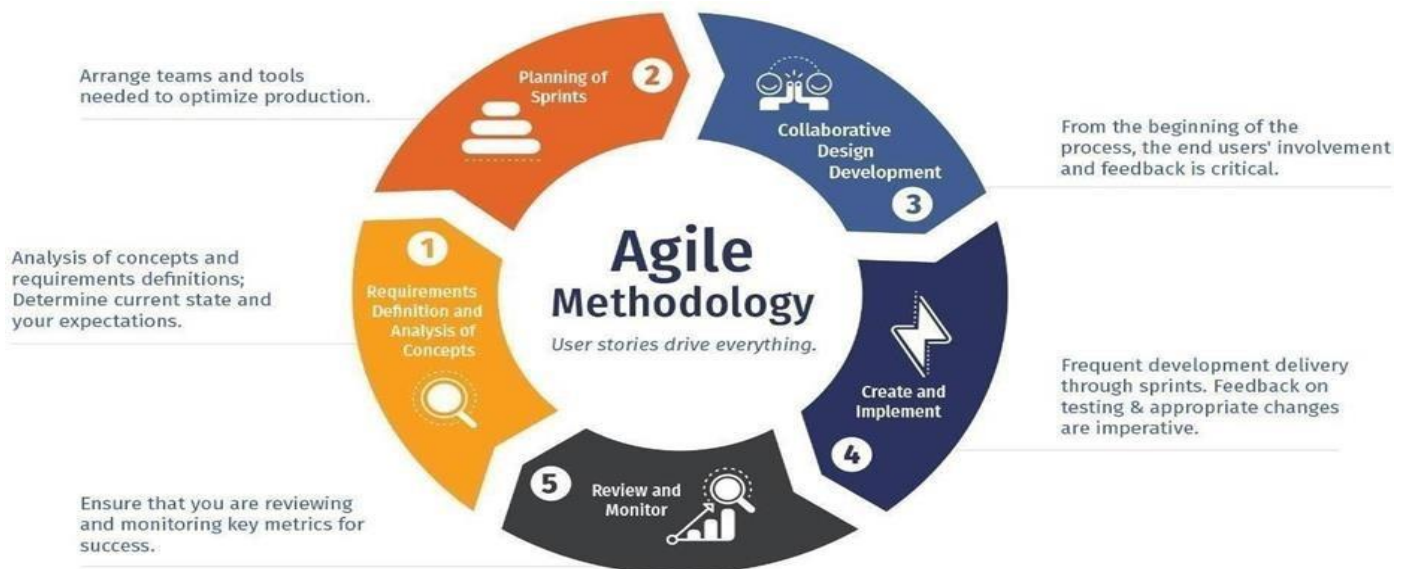 Agile
Methodology
User stories drive everything.
1
Requirements
Definition and
Analysis of
Concepts
Analysis of concepts and
requirements definitions;
Determine current state and
your expectations.
2
Planning of
Sprints
Arrange teams and tools
needed to optimize production.
Collaborative
Design
Development
3
From the beginning of the
process, the end users' involvement
and feedback is critical.
Create and
Implement
4
Frequent development delivery
through sprints. Feedback on
testing & appropriate changes
are imperative.
5
Review and
Monitor
Ensure that you are reviewing
and monitoring key metrics for
success.